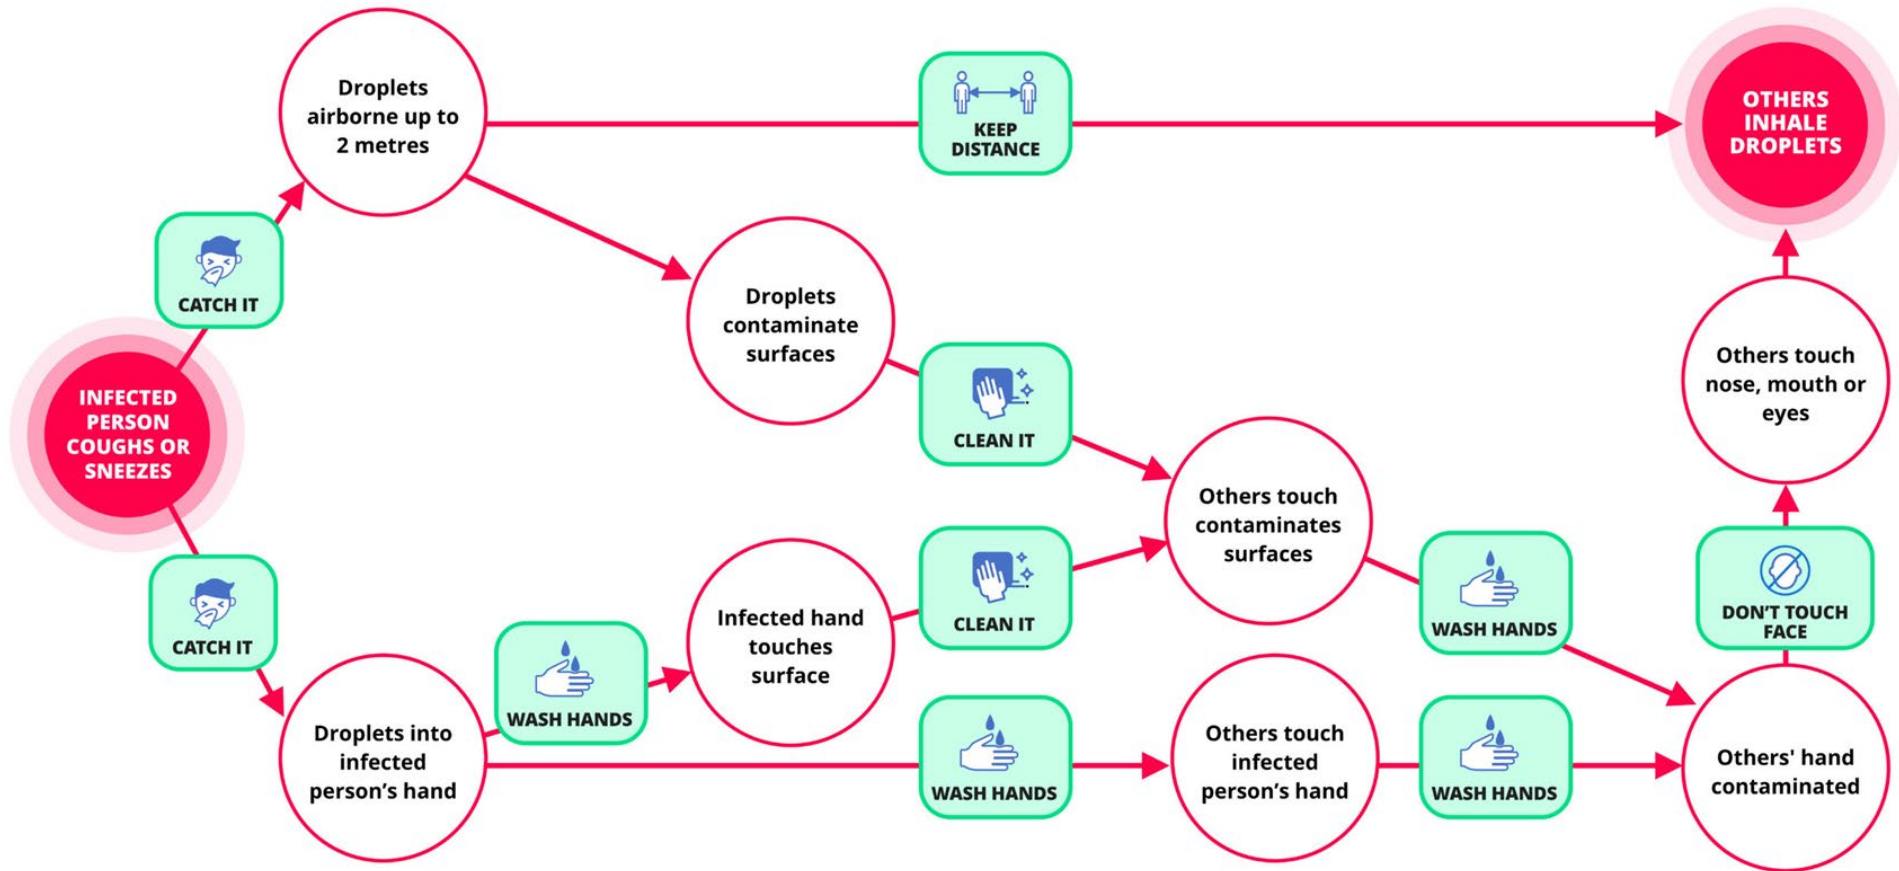 Droplets
airborne up to
2 metres
KEEP
DISTANCE
OTHERS
INHALE
DROPLETS
CATCH IT
Droplets
contaminate
surfaces
INFECTED
PERSON
COUGHS OR
SNEEZES
CLEAN IT
Others touch
nose, mouth or
eyes
Others touch
contaminates
surfaces
CATCH IT
Infected hand
touches
surface
CLEAN IT
WASH HANDS
DON'T TOUCH
FACE
WASH HANDS
Droplets into
infected
person's hand
WASH HANDS
Others touch
infected
person's hand
WASH HANDS
Others' hand
contaminated